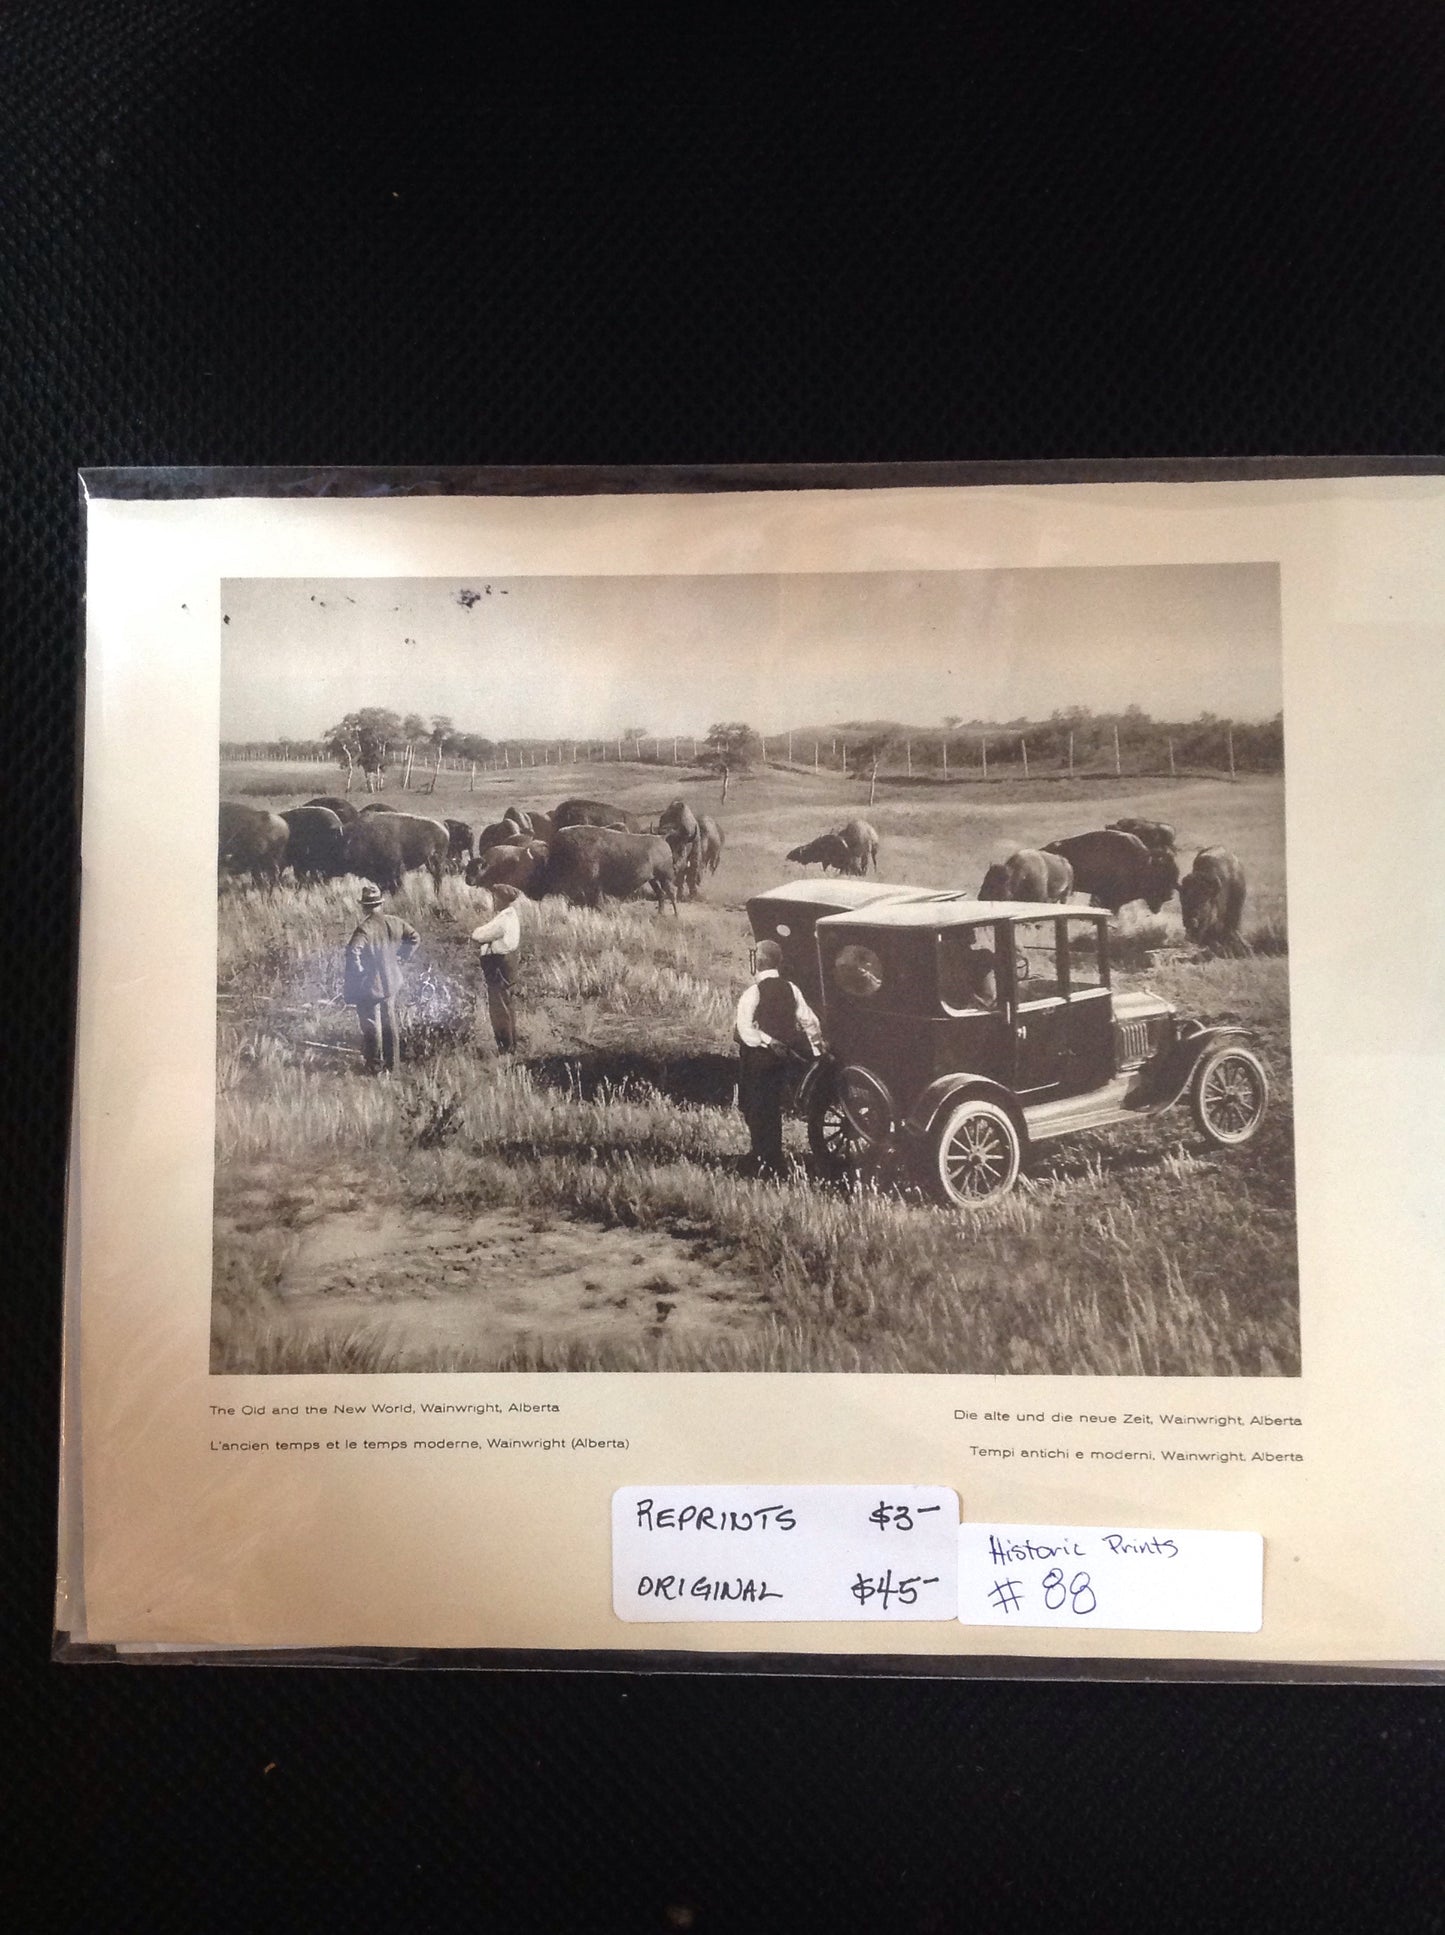 The Old and the New World, Wainwright, Alberta
L'ancien temps et le temps moderne, Wainwright (Alberta)
Die alte und die neue Zeit, Wainwright, Alberta
Tempi antichi e moderni, Wainwright, Alberta
REPRINTS $3-
ORIGINAL $45-
Historic Prints
# 88